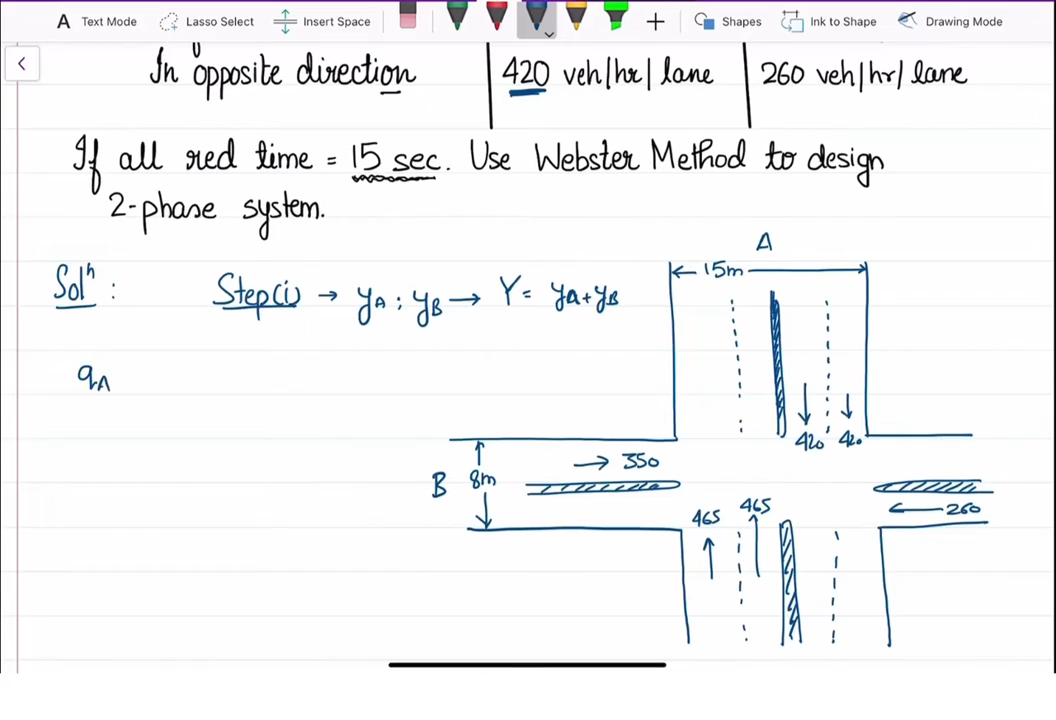 Text Mode Lasso Select Insert Space Shapes Ink to Shape Drawing Mode
In opposite direction 420 veh/hr/lane 260 veh/hr/lane
If all red time = 15 sec. Use Webster Method to design
2-phase system.
A
15m
Solⁿ : Step(i) → yA ; yB → Y = ya+yB
qA
420 420
→ 350
B 8m
← 260
465 465